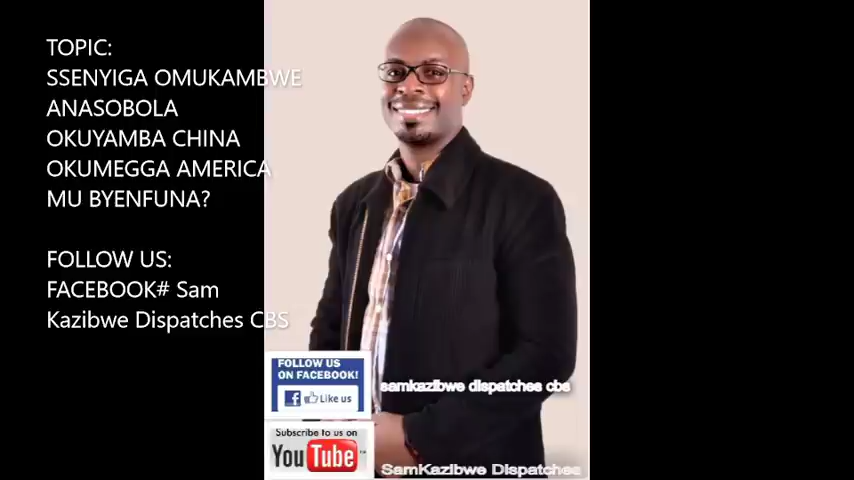 TOPIC:
SSENYIGA OMUKAMBWE
ANASOBOLA
OKUYAMBA CHINA
OKUMEGGA AMERICA
MU BYENFUNA?
FOLLOW US:
FACEBOOK# Sam
Kazibwe Dispatches CBS
FOLLOW US
ON FACEBOOK!
f Like us
samkazibwe dispatches cbs
Subscribe to us on
YouTube
SamKazibwe Dispatches